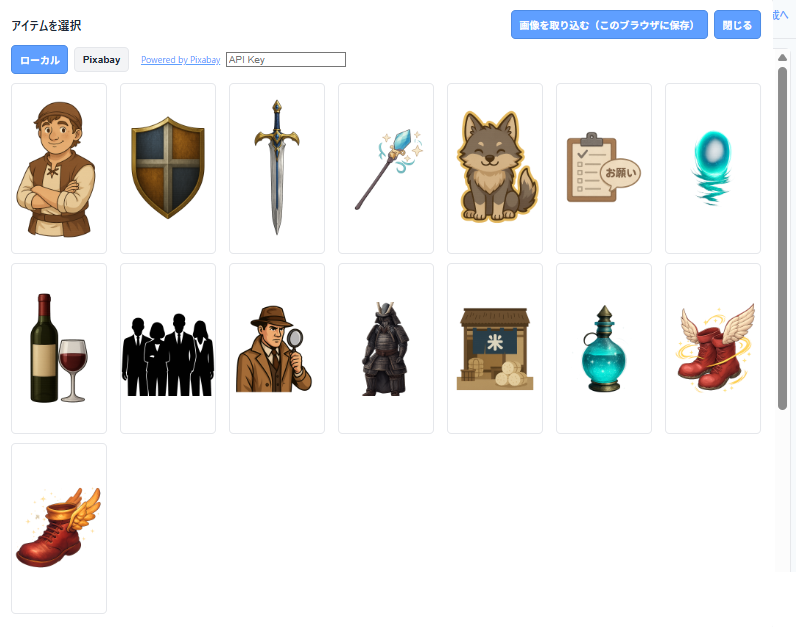 アイテムを選択
画像を取り込む（このブラウザに保存）
閉じる
成へ
ローカル
Pixabay
Powered by Pixabay
API Key
お願い
米